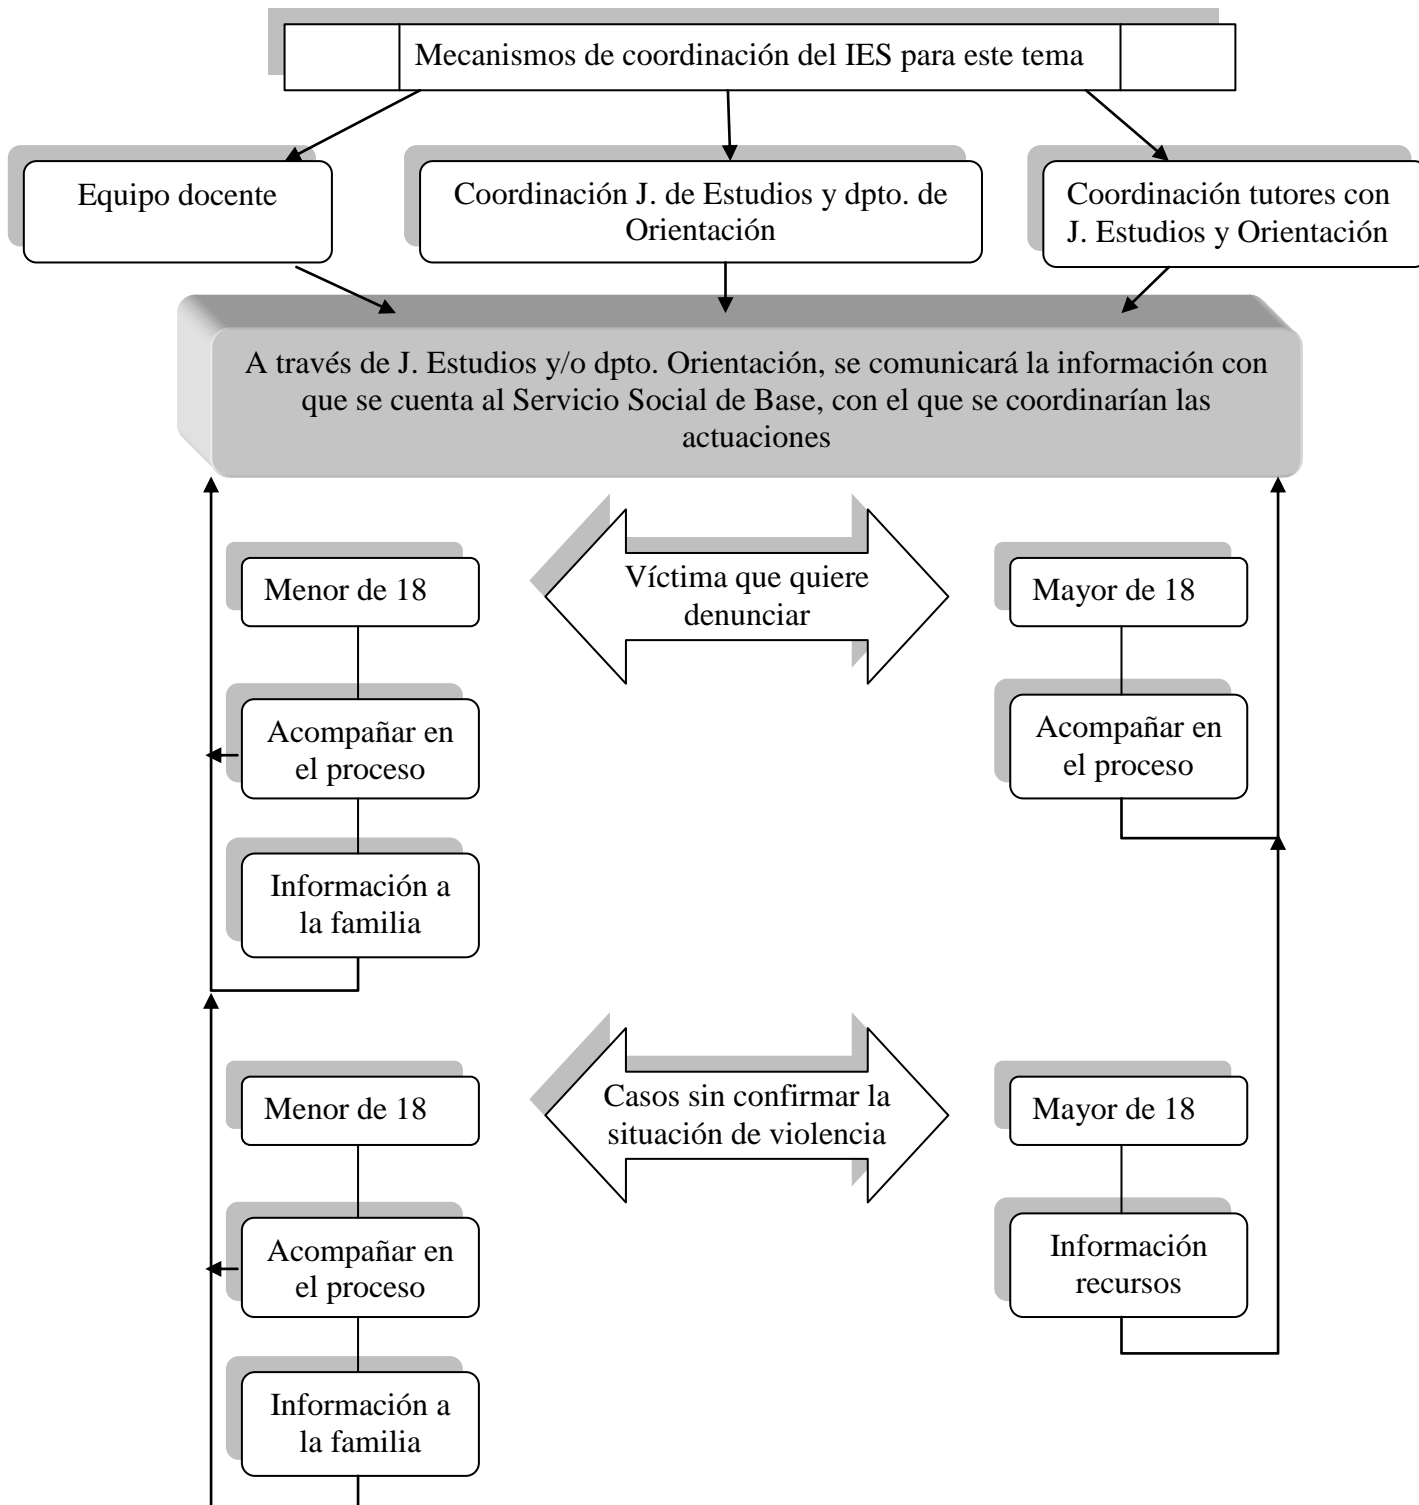 Mecanismos de coordinación del IES para este tema
Equipo docente
Coordinación J. de Estudios y dpto. de
Orientación
Coordinación tutores con
J. Estudios y Orientación
A través de J. Estudios y/o dpto. Orientación, se comunicará la información con
que se cuenta al Servicio Social de Base, con el que se coordinarían las
actuaciones
Víctima que quiere
denunciar
Menor de 18
Acompañar en
el proceso
Información a
la familia
Mayor de 18
Acompañar en
el proceso
Casos sin confirmar la
situación de violencia
Menor de 18
Acompañar en
el proceso
Información a
la familia
Mayor de 18
Información
recursos